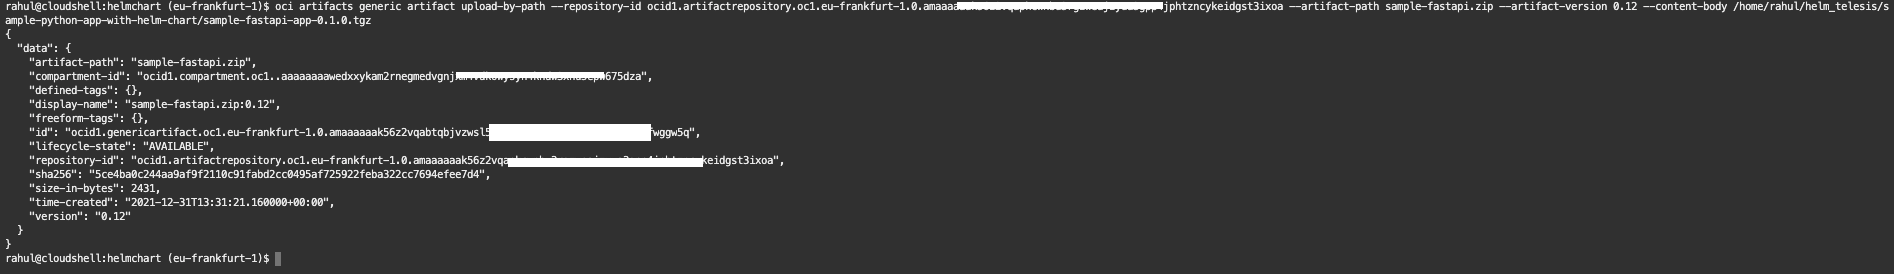 rahul@cloudshell:helmchart (eu-frankfurt-1)$ oci artifacts generic artifact upload-by-path --repository-id ocid1.artifactrepository.oc1.eu-frankfurt-1.0.amaaaa jphtzncykeidgst3ixoa --artifact-path sample-fastapi.zip --artifact-version 0.12 --content-body /home/rahul/helm_telesis/s
ample-python-app-with-helm-chart/sample-fastapi-app-0.1.0.tgz
{
"data": {
"artifact-path": "sample-fastapi.zip",
"compartment-id": "ocid1.compartment.oc1..aaaaaaaawedxxykam2rnegmedvgnj 675dza",
"defined-tags": {},
"display-name": "sample-fastapi.zip:0.12",
"freeform-tags": {},
"id": "ocid1.genericartifact.oc1.eu-frankfurt-1.0.amaaaaaak56z2vqabtqbjvzwsl5 fwggw5q",
"lifecycle-state": "AVAILABLE",
"repository-id": "ocid1.artifactrepository.oc1.eu-frankfurt-1.0.amaaaaaak56z2vqa keidgst3ixoa",
"sha256": "5ce4ba0c244aa9af9f2110c91fabd2cc0495af725922feba322cc7694efee7d4",
"size-in-bytes": 2431,
"time-created": "2021-12-31T13:31:21.160000+00:00",
"version": "0.12"
}
}
rahul@cloudshell:helmchart (eu-frankfurt-1)$